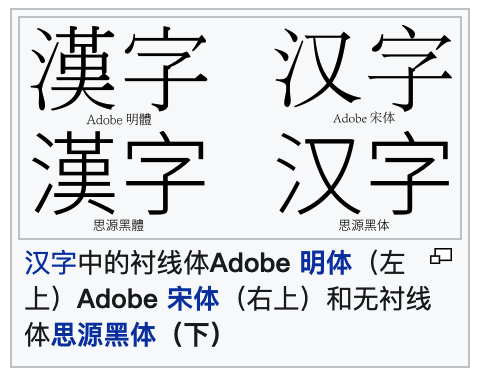 漢字 汉字
Adobe 明體 Adobe 宋体
漢字 汉字
思源黑體 思源黑体
汉字中的衬线体Adobe 明体（左
上）Adobe 宋体（右上）和无衬线
体思源黑体（下）